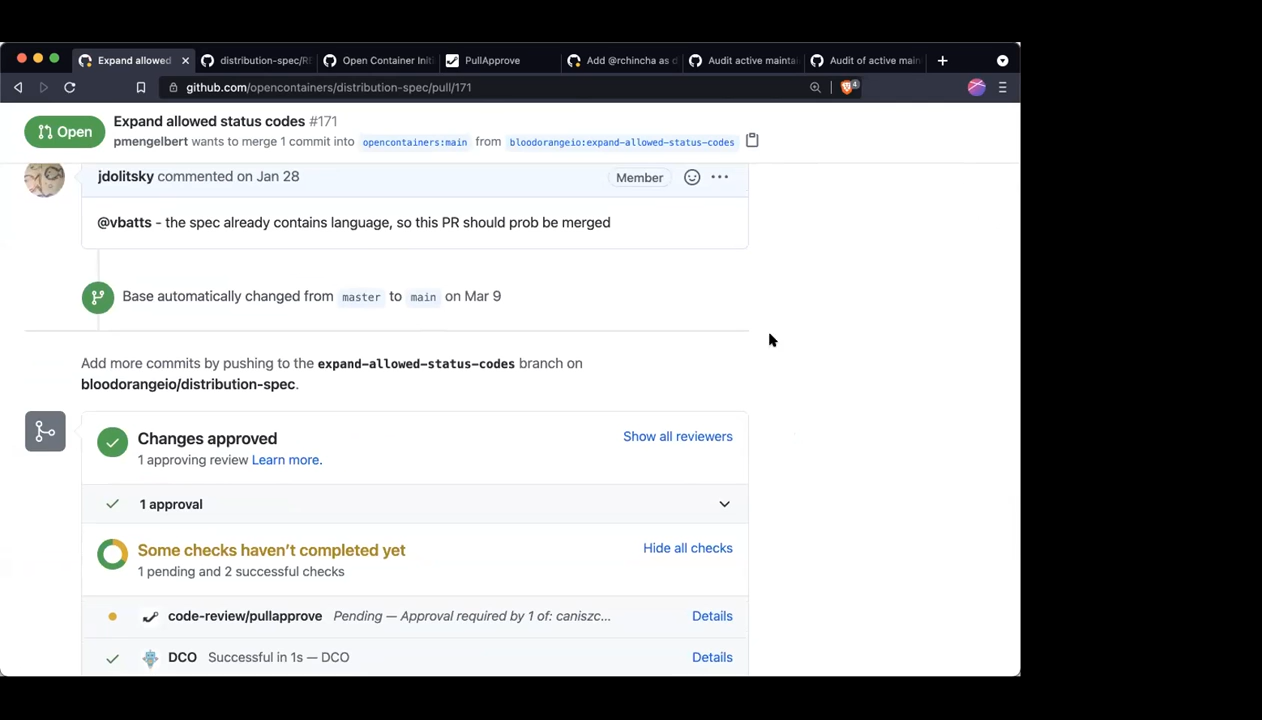 Expand allowed
distribution-spec/RE
Open Container Initi
PullApprove
Add @rchincha as
Audit active mainta
Audit of active main
github.com/opencontainers/distribution-spec/pull/171
4
Open
Expand allowed status codes #171
pmengelbert wants to merge 1 commit into opencontainers:main from bloodorangeio:expand-allowed-status-codes
jdolitsky commented on Jan 28
Member
@vbatts - the spec already contains language, so this PR should prob be merged
Base automatically changed from master to main on Mar 9
Add more commits by pushing to the expand-allowed-status-codes branch on
bloodorangeio/distribution-spec.
Changes approved
Show all reviewers
1 approving review Learn more.
1 approval
Some checks haven't completed yet
Hide all checks
1 pending and 2 successful checks
code-review/pullapprove Pending — Approval required by 1 of: caniszc... Details
DCO Successful in 1s — DCO Details